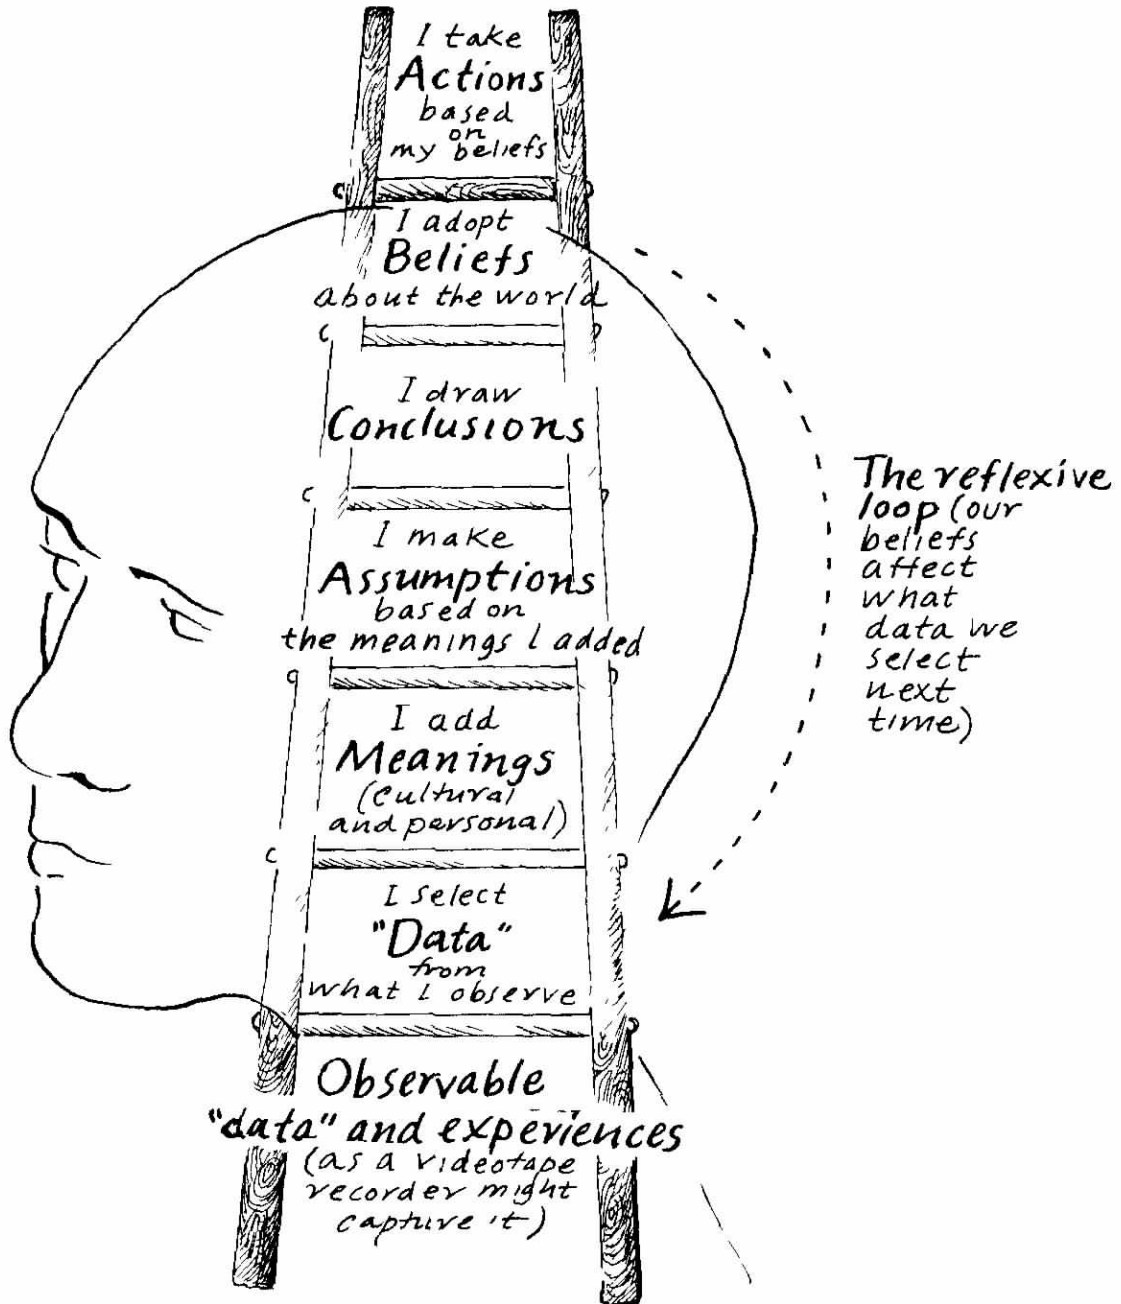 I take
Actions
based
on
my beliefs
I adopt
Beliefs
about the world
I draw
Conclusions
I make
Assumptions
based on
the meanings I added
I add
Meanings
(cultural
and personal)
I select
"Data"
from
what I observe
Observable
"data" and experiences
(as a videotape
recorder might
capture it)
The reflexive
loop (our
beliefs
affect
what
data we
select
next
time)